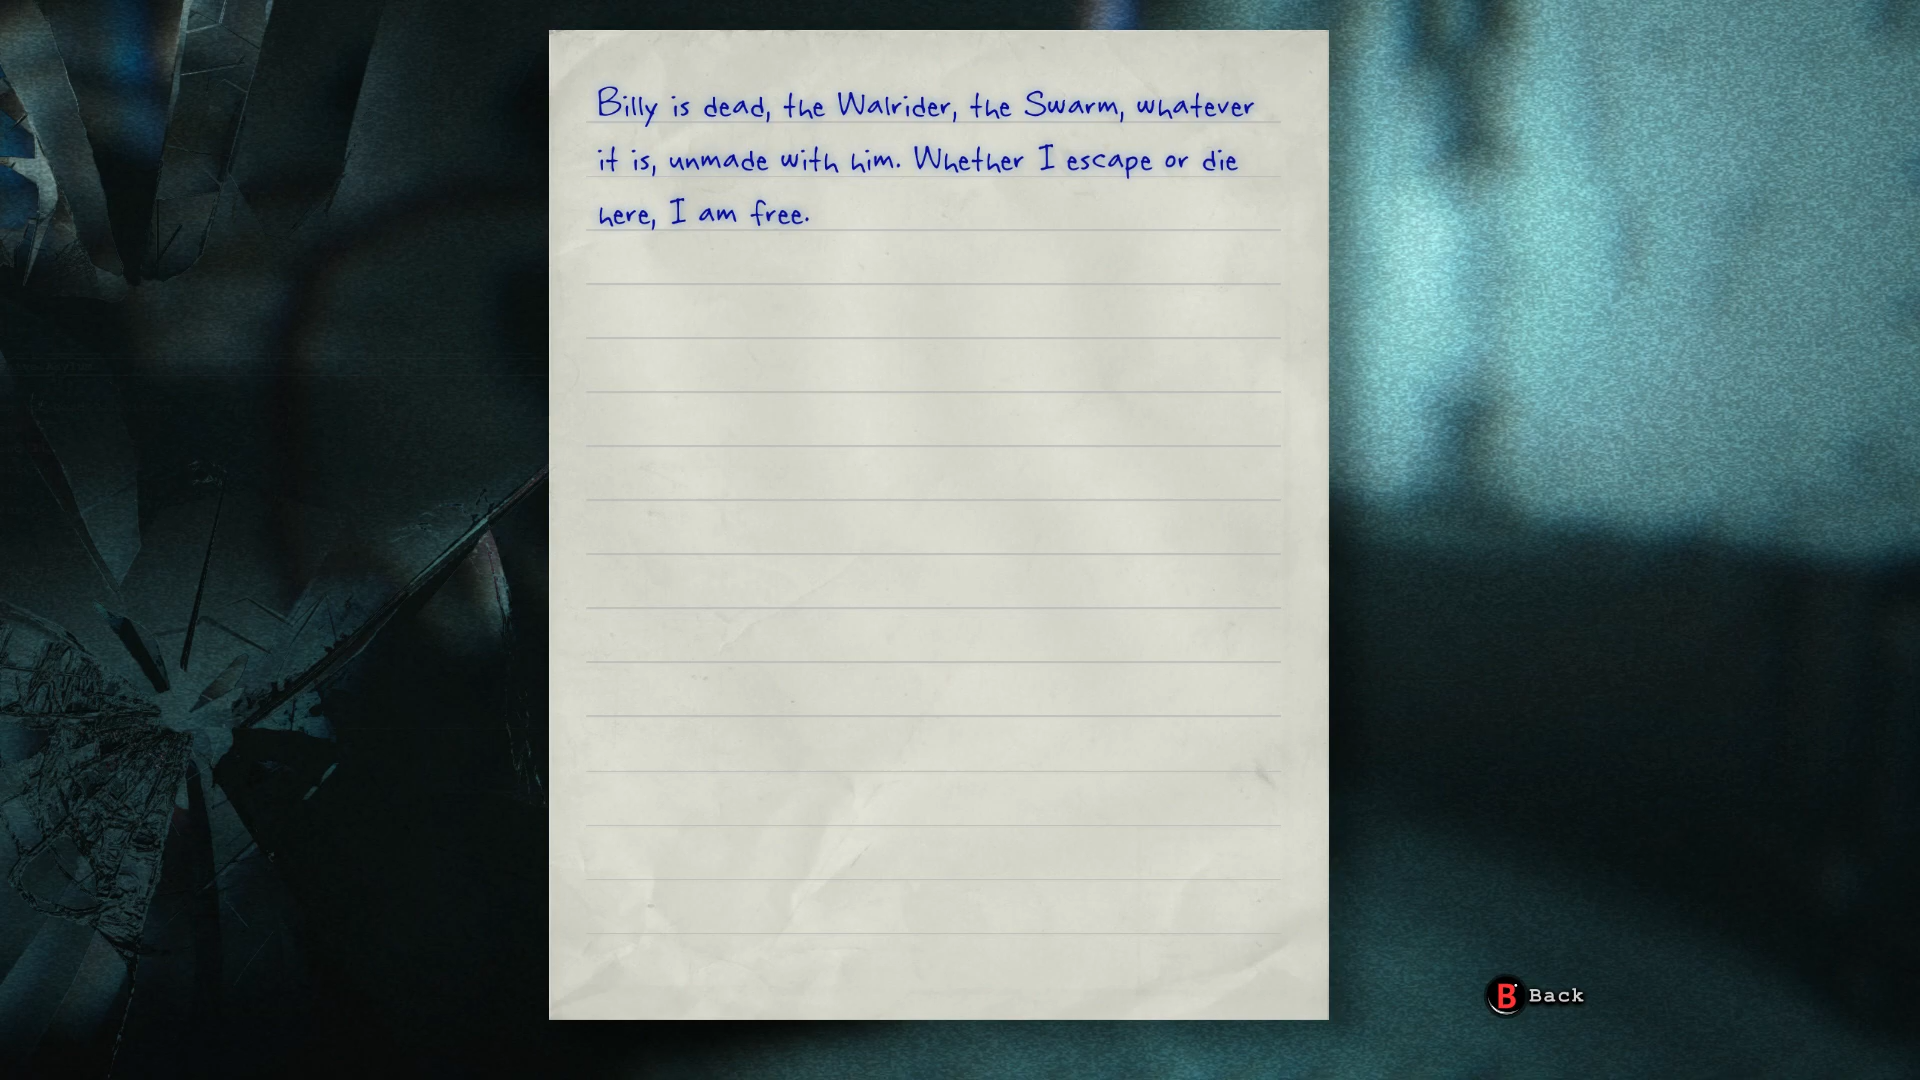 Billy is dead, the Walrider, the Swarm, whatever
it is, unmade with him. Whether I escape or die
here, I am free.
B Back